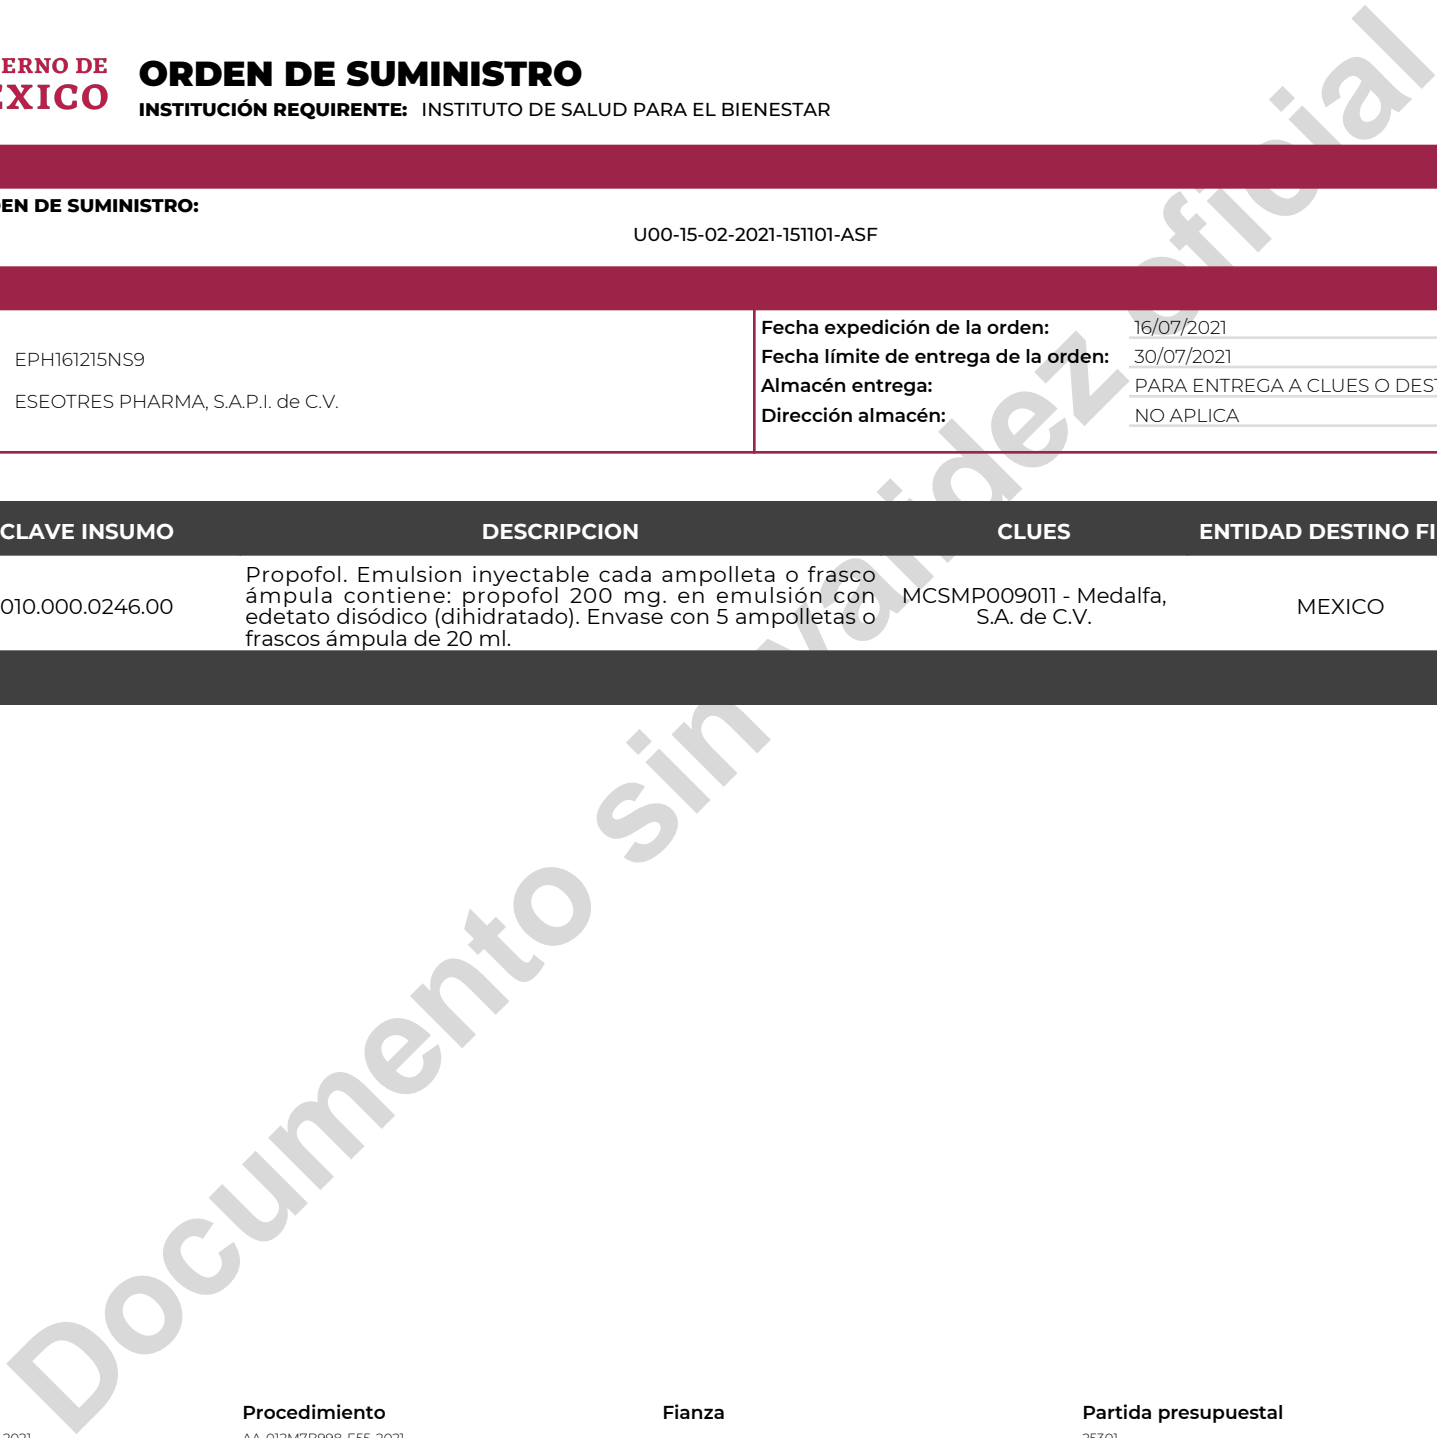 ERNO DE
EXICO
ORDEN DE SUMINISTRO
INSTITUCIÓN REQUIRENTE: INSTITUTO DE SALUD PARA EL BIENESTAR
EN DE SUMINISTRO:
U00-15-02-2021-151101-ASF
EPH161215NS9
ESEOTRES PHARMA, S.A.P.I. de C.V.
Fecha expedición de la orden: 16/07/2021
Fecha límite de entrega de la orden: 30/07/2021
Almacén entrega: PARA ENTREGA A CLUES O DEST
Dirección almacén: NO APLICA
CLAVE INSUMO DESCRIPCION CLUES ENTIDAD DESTINO FI
010.000.0246.00
Propofol. Emulsion inyectable cada ampolleta o frasco
ámpula contiene: propofol 200 mg. en emulsión con
edetato disódico (dihidratado). Envase con 5 ampolletas o
frascos ámpula de 20 ml.
MCSMP009011 - Medalfa,
S.A. de C.V.
MEXICO
Documento sin validez oficial
Procedimiento Fianza Partida presupuestal